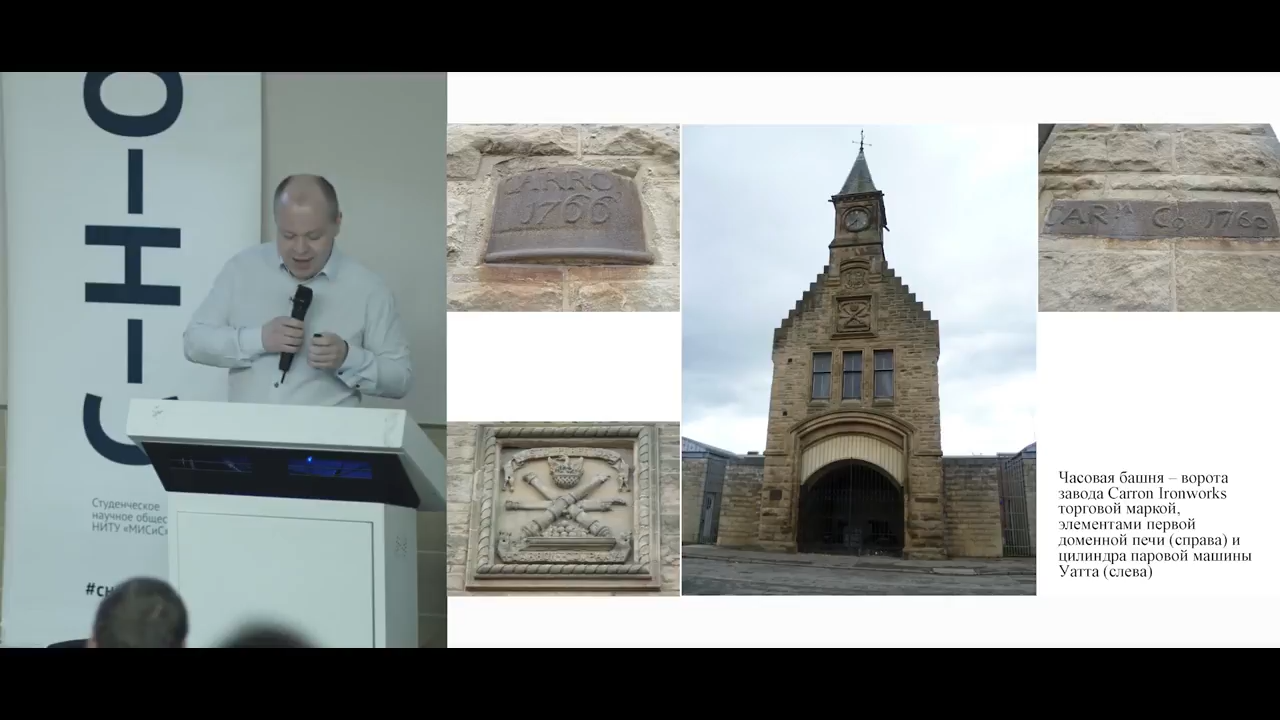 С–Н–О
Студенческое
научное общес
НИТУ «МИСиС»
#сн
CARRO
1766
CARN Co 1760
Часовая башня – ворота
завода Carron Ironworks
торговой маркой,
элементами первой
доменной печи (справа) и
цилиндра паровой машины
Уатта (слева)